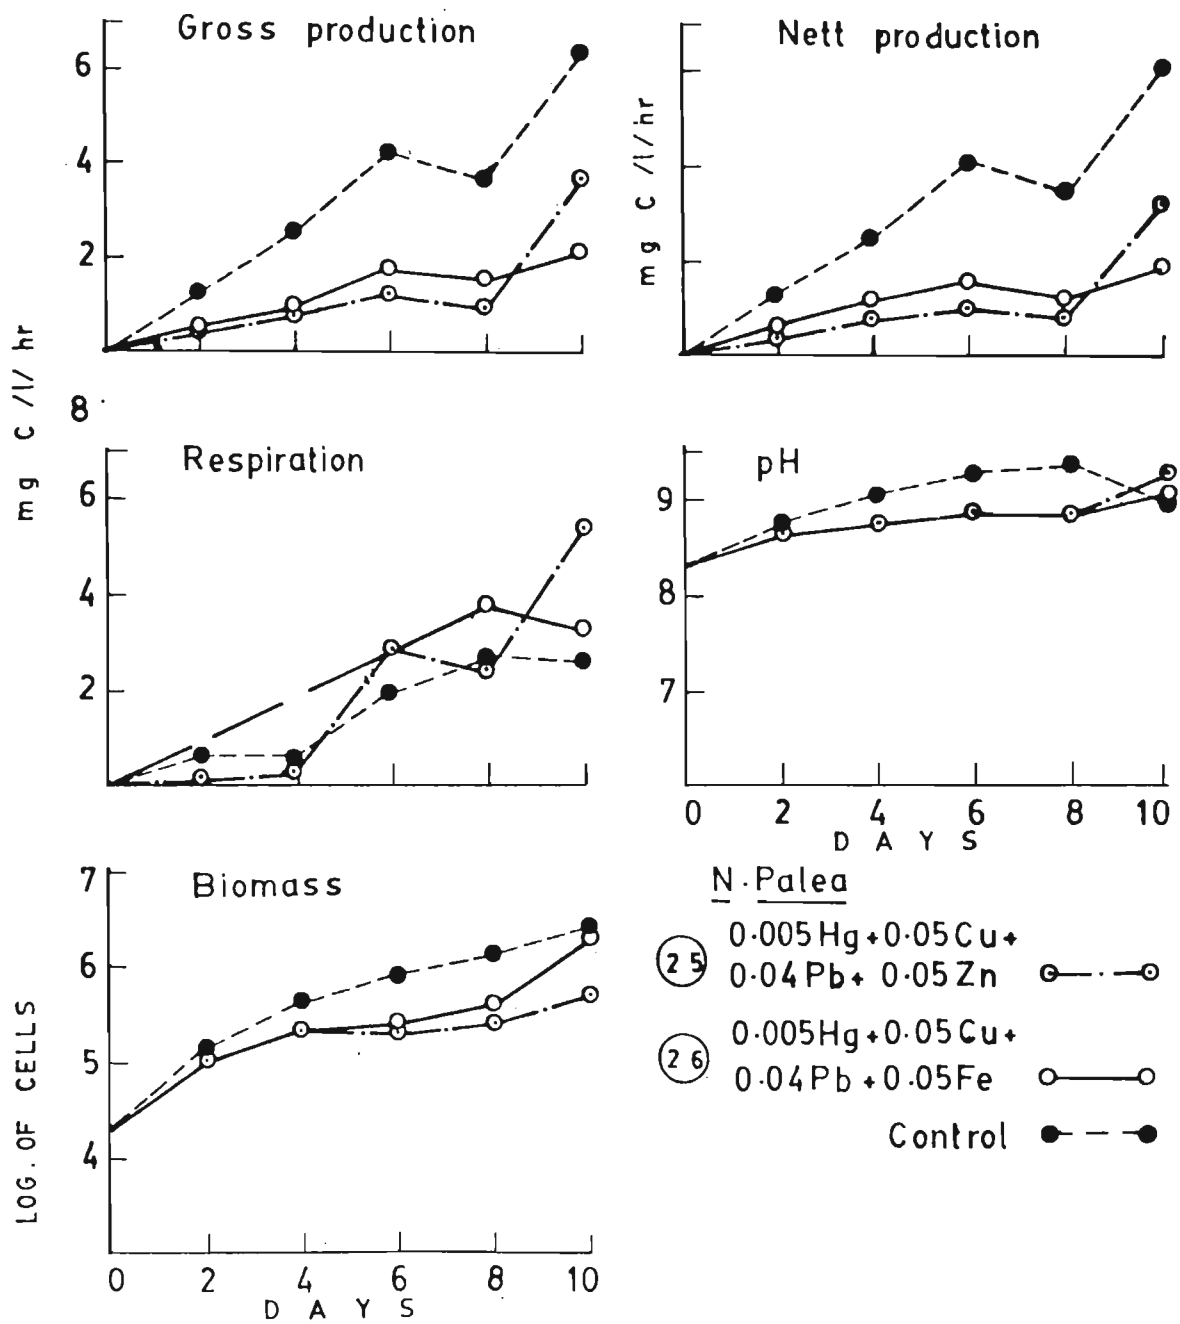 Gross production
6
4
2
mg C /l/ hr
Nett production
mg C /l/hr
8
Respiration
6
4
2
pH
9
8
7
0 2 4 6 8 10
DAYS
Biomass
7
6
5
4
LOG. OF CELLS
0 2 4 6 8 10
DAYS
N. Palea
25 0.005Hg+0.05Cu+
0.04Pb+ 0.05Zn
26 0.005Hg+0.05Cu+
0.04Pb+0.05Fe
Control